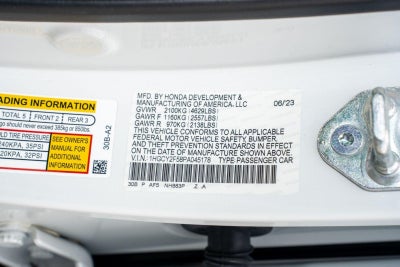 MFD. BY HONDA DEVELOPMENT &
MANUFACTURING OF AMERICA, LLC 06/23
GVWR 2100KG (4629LBS)
GAWR F 1160KG (2557LBS)
GAWR R 970KG (2138LBS)
THIS VEHICLE CONFORMS TO ALL APPLICABLE
FEDERAL MOTOR VEHICLE SAFETY, BUMPER,
AND THEFT PREVENTION STANDARDS IN EFFECT
ON THE DATE OF MANUFACTURE SHOWN ABOVE.
V.I.N. : 1HGCY2F58PA045178 TYPE:PASSENGER CAR
30B P AF5 NH883P Z .A
30B-A2
ADING INFORMATION
TOTAL 5 FRONT 2 REAR 3
go should never exceed 385kg or 850lbs.
LD TIRE PRESSURE
240KPA, 35PSI
220KPA, 32PSI
SEE OWNER'S
MANUAL FOR
ADDITIONAL
INFORMATION